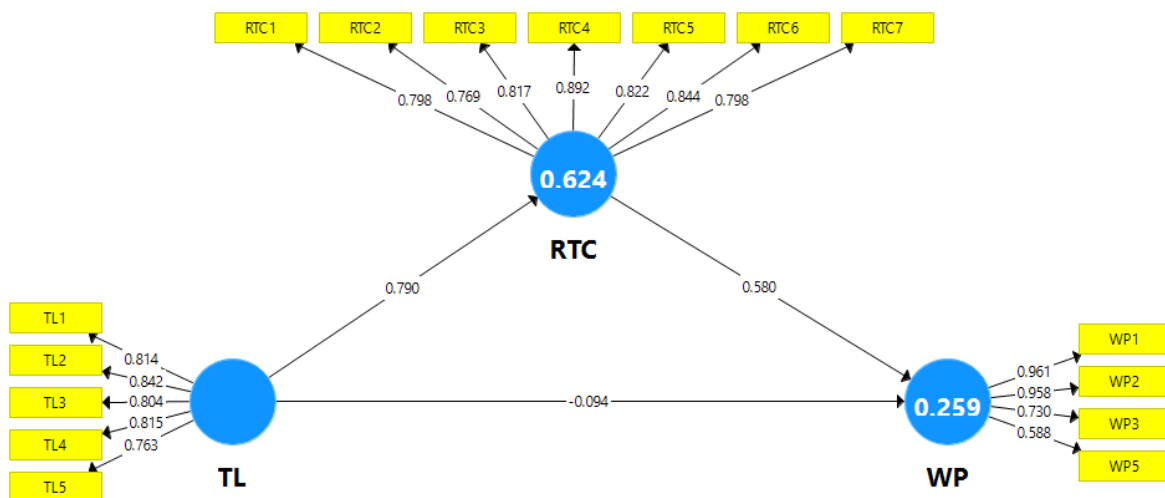 RTC1 RTC2 RTC3 RTC4 RTC5 RTC6 RTC7
0.798 0.769 0.817 0.892 0.822 0.844 0.798
0.624
RTC
0.790
0.580
TL1
TL2
TL3
TL4
TL5
0.814
0.842
0.804
0.815
0.763
TL
-0.094
0.259
WP
0.961
0.958
0.730
0.588
WP1
WP2
WP3
WP5